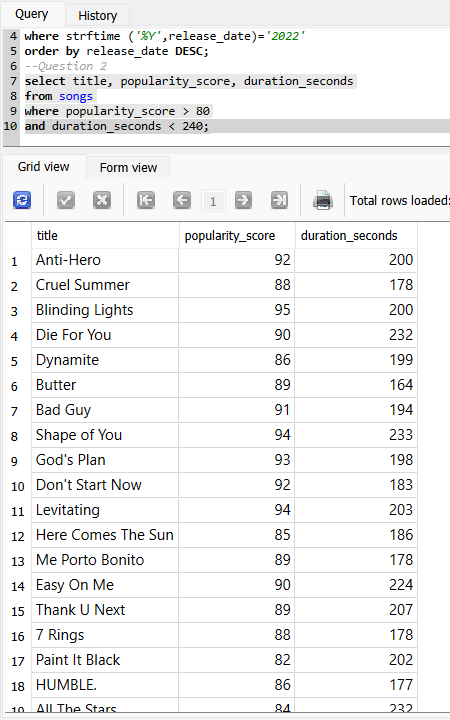 Query History
4 where strftime ('%Y',release_date)='2022'
5 order by release_date DESC;
6 --Question 2
7 select title, popularity_score, duration_seconds
8 from songs
9 where popularity_score > 80
10 and duration_seconds < 240;
Grid view Form view
1 Total rows loaded:
title popularity_score duration_seconds
1 Anti-Hero 92 200
2 Cruel Summer 88 178
3 Blinding Lights 95 200
4 Die For You 90 232
5 Dynamite 86 199
6 Butter 89 164
7 Bad Guy 91 194
8 Shape of You 94 233
9 God's Plan 93 198
10 Don't Start Now 92 183
11 Levitating 94 203
12 Here Comes The Sun 85 186
13 Me Porto Bonito 89 178
14 Easy On Me 90 224
15 Thank U Next 89 207
16 7 Rings 88 178
17 Paint It Black 82 202
18 HUMBLE. 86 177
19 All The Stars 84 232